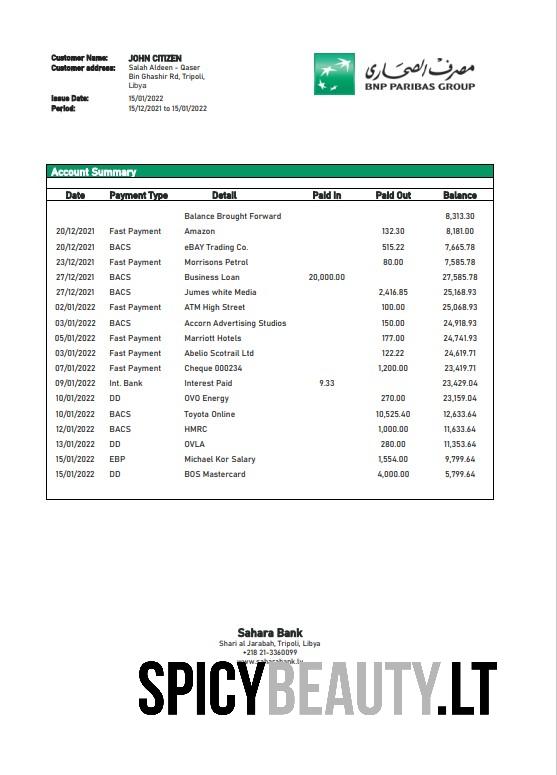 Customer Name: JOHN CITIZEN
Customer address: Salah Aldeen - Qaser
Bin Ghashir Rd, Tripoli,
Libya
Issue Date: 15/01/2022
Period: 15/12/2021 to 15/01/2022
مصرف الصحارى
BNP PARIBAS GROUP
Account Summary
Date Payment Type Detail Paid In Paid Out Balance
Balance Brought Forward 8,313.30
20/12/2021 Fast Payment Amazon 132.30 8,181.00
20/12/2021 BACS eBAY Trading Co. 515.22 7,665.78
23/12/2021 Fast Payment Morrisons Petrol 80.00 7,585.78
27/12/2021 BACS Business Loan 20,000.00 27,585.78
27/12/2021 BACS Jumes white Media 2,416.85 25,168.93
02/01/2022 Fast Payment ATM High Street 100.00 25,068.93
03/01/2022 BACS Accorn Advertising Studios 150.00 24,918.93
05/01/2022 Fast Payment Marriott Hotels 177.00 24,741.93
03/01/2022 Fast Payment Abelio Scotrail Ltd 122.22 24,619.71
07/01/2022 Fast Payment Cheque 000234 1,200.00 23,419.71
09/01/2022 Int. Bank Interest Paid 9.33 23,429.04
10/01/2022 DD OVO Energy 270.00 23,159.04
10/01/2022 BACS Toyota Online 10,525.40 12,633.64
12/01/2022 BACS HMRC 1,000.00 11,633.64
13/01/2022 DD OVLA 280.00 11,353.64
15/01/2022 EBP Michael Kor Salary 1,554.00 9,799.64
15/01/2022 DD BOS Mastercard 4,000.00 5,799.64
Sahara Bank
Shari al Jarabah, Tripoli, Libya
+218 21-3360099
www.saharabank.ly
SPICYBEAUTY.LT